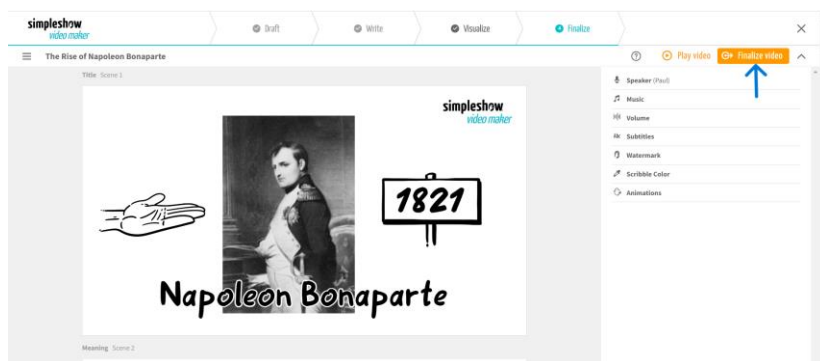 simpleshow
video maker
Draft
Write
Visualize
Finalize
The Rise of Napoleon Bonaparte
Play video
Finalize video
Title Scene 1
simpleshow
video maker
1821
Napoleon Bonaparte
Meaning Scene 2
Speaker (Paul)
Music
Volume
Subtitles
Watermark
Scribble Color
Animations